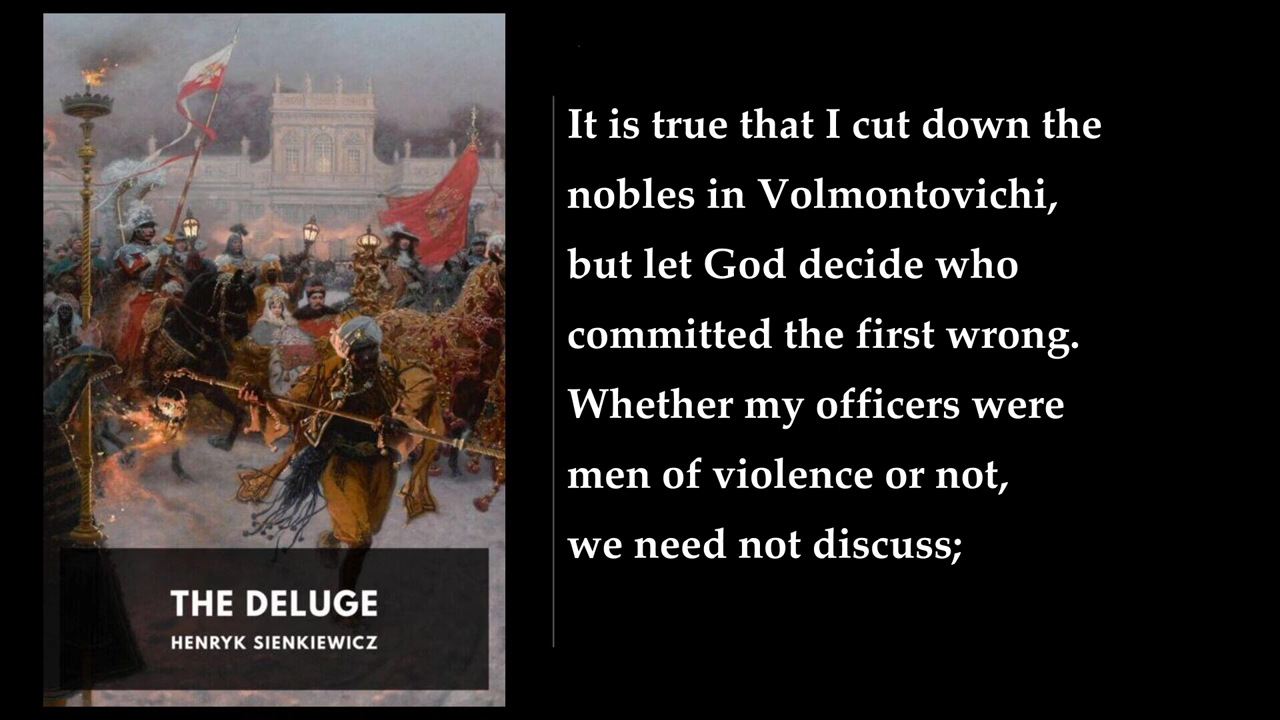 THE DELUGE
HENRYK SIENKIEWICZ
It is true that I cut down the
nobles in Volmontovichi,
but let God decide who
committed the first wrong.
Whether my officers were
men of violence or not,
we need not discuss;